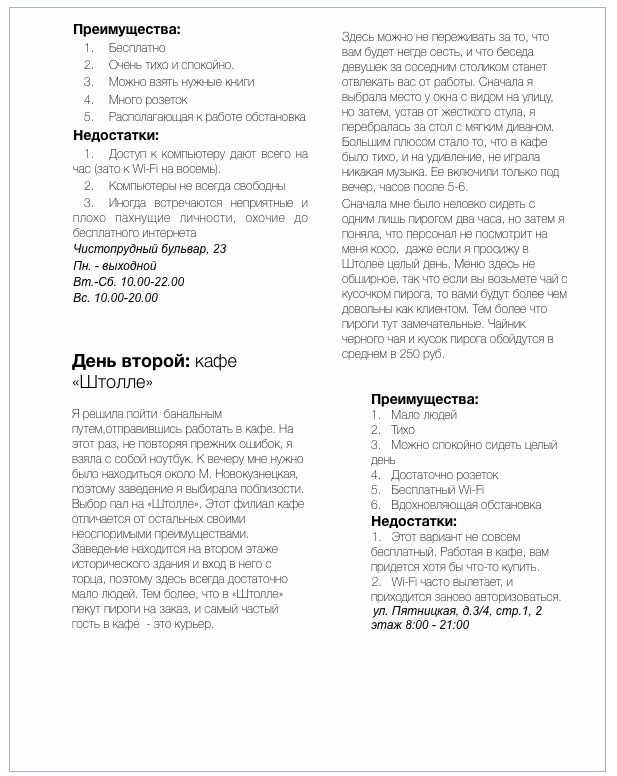 Преимущества:
1. Бесплатно
2. Очень тихо и спокойно.
3. Можно взять нужные книги
4. Много розеток
5. Располагающая к работе обстановка
Недостатки:
1. Доступ к компьютеру дают всего на
час (зато к Wi-Fi на восемь).
2. Компьютеры не всегда свободны
3. Иногда встречаются неприятные и
плохо пахнущие личности, охочие до
бесплатного интернета
Чистопрудный бульвар, 23
Пн. - выходной
Вт.-Сб. 10.00-22.00
Вс. 10.00-20.00
День второй: кафе
«Штолле»
Я решила пойти банальным
путем,отправившись работать в кафе. На
этот раз, не повторяя прежних ошибок, я
взяла с собой ноутбук. К вечеру мне нужно
было находиться около М. Новокузнецкая,
поэтому заведение я выбирала поблизости.
Выбор пал на «Штолле». Этот филиал кафе
отличается от остальных своими
неоспоримыми преимуществами.
Заведение находится на втором этаже
исторического здания и вход в него с
торца, поэтому здесь всегда достаточно
мало людей. Тем более, что в «Штолле»
пекут пироги на заказ, и самый частый
гость в кафе - это курьер.
Здесь можно не переживать за то, что
вам будет негде сесть, и что беседа
девушек за соседним столиком станет
отвлекать вас от работы. Сначала я
выбрала место у окна с видом на улицу,
но затем, устав от жесткого стула, я
перебралась за стол с мягким диваном.
Большим плюсом стало то, что в кафе
было тихо, и на удивление, не играла
никакая музыка. Ее включили только под
вечер, часов после 5-6.
Сначала мне было неловко сидеть с
одним лишь пирогом два часа, но затем я
поняла, что персонал не посмотрит на
меня косо, даже если я просижу в
Штолее целый день. Меню здесь не
обширное, так что если вы возьмете чай с
кусочком пирога, то вами будут более чем
довольны как клиентом. Тем более что
пироги тут замечательные. Чайник
черного чая и кусок пирога обойдутся в
среднем в 250 руб.
Преимущества:
1. Мало людей
2. Тихо
3. Можно спокойно сидеть целый
день
4. Достаточно розеток
5. Бесплатный Wi-Fi
6. Вдохновляющая обстановка
Недостатки:
1. Этот вариант не совсем
бесплатный. Работая в кафе, вам
придется хотя бы что-то купить.
2. Wi-Fi часто вылетает, и
приходится заново авторизоваться.
ул. Пятницкая, д.3/4, стр.1, 2
этаж 8:00 - 21:00